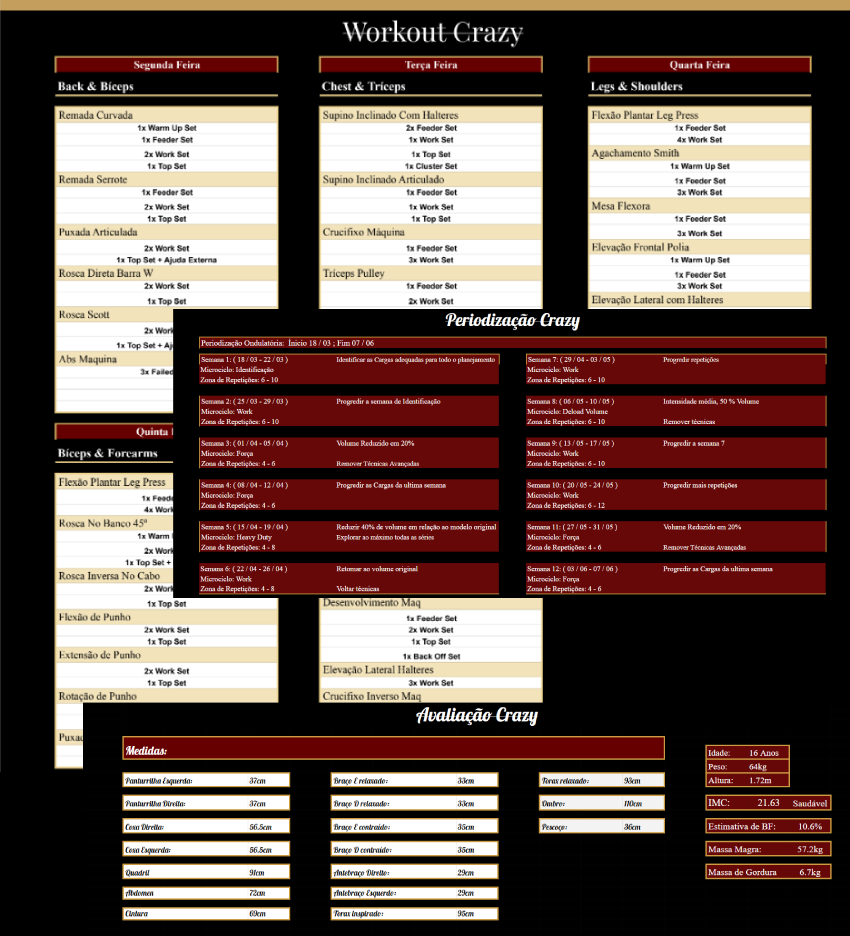 Workout Crazy
Segunda Feira
Back & Bíceps
Remada Curvada
1x Warm Up Set
1x Feeder Set
2x Work Set
1x Top Set
Remada Serrote
1x Feeder Set
2x Work Set
1x Top Set
Puxada Articulada
2x Work Set
1x Top Set + Ajuda Externa
Rosca Direta Barra W
2x Work Set
1x Top Set
Rosca Scott
2x Work
1x Top Set + Aj
Abs Maquina
3x Failed
Terça Feira
Chest & Tríceps
Supino Inclinado Com Halteres
2x Feeder Set
1x Work Set
1x Top Set
1x Cluster Set
Supino Inclinado Articulado
1x Feeder Set
1x Work Set
1x Top Set
Crucifixo Máquina
1x Feeder Set
3x Work Set
Tríceps Pulley
1x Feeder Set
2x Work Set
Quarta Feira
Legs & Shoulders
Flexão Plantar Leg Press
1x Feeder Set
4x Work Set
Agachamento Smith
1x Warm Up Set
1x Feeder Set
3x Work Set
Mesa Flexora
1x Feeder Set
3x Work Set
Elevação Frontal Polia
1x Warm Up Set
1x Feeder Set
3x Work Set
Elevação Lateral com Halteres
Quinta
Bíceps & Forearms
Flexão Plantar Leg Press
1x Feede
4x Work
Rosca No Banco 45º
1x Warm
2x Work
1x Top Set +
Rosca Inversa No Cabo
2x Work
1x Top Set
Flexão de Punho
2x Work Set
1x Top Set
Extensão de Punho
2x Work Set
1x Top Set
Rotação de Punho
Puxad
Desenvolvimento Maq
1x Feeder Set
2x Work Set
1x Top Set
1x Back Off Set
Elevação Lateral Halteres
3x Work Set
Crucifixo Inverso Maq
Periodização Crazy
Periodização Ondulatória: Inicio 18 / 03 ; Fim 07 / 06
Semana 1: ( 18 / 03 - 22 / 03 ) Identificar as Cargas adequadas para todo o planejamento
Microciclo: Identificação
Zona de Repetições: 6 - 10
Semana 2: ( 25 / 03 - 29 / 03 ) Progredir a semana de Identificação
Microciclo: Work
Zona de Repetições: 6 - 10
Semana 3: ( 01 / 04 - 05 / 04 ) Volume Reduzido em 20%
Microciclo: Força
Zona de Repetições: 4 - 6 Remover Técnicas Avançadas
Semana 4: ( 08 / 04 - 12 / 04 ) Progredir as Cargas da ultima semana
Microciclo: Força
Zona de Repetições: 4 - 6
Semana 5: ( 15 / 04 - 19 / 04 ) Reduzir 40% de volume em relação ao modelo original
Microciclo: Heavy Duty Explorar ao máximo todas as séries
Zona de Repetições: 4 - 8
Semana 6: ( 22 / 04 - 26 / 04 ) Retomar ao volume original
Microciclo: Work
Zona de Repetições: 4 - 8 Voltar técnicas
Semana 7: ( 29 / 04 - 03 / 05 ) Progredir repetições
Microciclo: Work
Zona de Repetições: 6 - 10
Semana 8: ( 06 / 05 - 10 / 05 ) Intensidade média, 50 % Volume
Microciclo: Deload Volume
Zona de Repetições: 6 - 10 Remover técnicas
Semana 9: ( 13 / 05 - 17 / 05 ) Progredir a semana 7
Microciclo: Work
Zona de Repetições: 6 - 10
Semana 10: ( 20 / 05 - 24 / 05 ) Progredir mais repetições
Microciclo: Work
Zona de Repetições: 6 - 12
Semana 11: ( 27 / 05 - 31 / 05 ) Volume Reduzido em 20%
Microciclo: Força
Zona de Repetições: 4 - 6 Remover Técnicas Avançadas
Semana 12: ( 03 / 06 - 07 / 06 ) Progredir as Cargas da ultima semana
Microciclo: Força
Zona de Repetições: 4 - 6
Avaliação Crazy
Medidas:
Panturrilha Esquerda: 37cm
Panturrilha Direita: 37cm
Coxa Direita: 56.5cm
Coxa Esquerda: 56.5cm
Quadril 91cm
Abdomen 72cm
Cintura 69cm
Braço E relaxado: 33cm
Braço D relaxado: 33cm
Braço E contraído: 35cm
Braço D contraído: 35cm
Antebraço Direito: 29cm
Antebraço Esquerdo: 29cm
Torax inspirado: 95cm
Torax relaxado: 93cm
Ombro: 110cm
Pescoço: 36cm
Idade: 16 Anos
Peso: 64kg
Altura: 1.72m
IMC: 21.63 Saudável
Estimativa de BF: 10.6%
Massa Magra: 57.2kg
Massa de Gordura 6.7kg